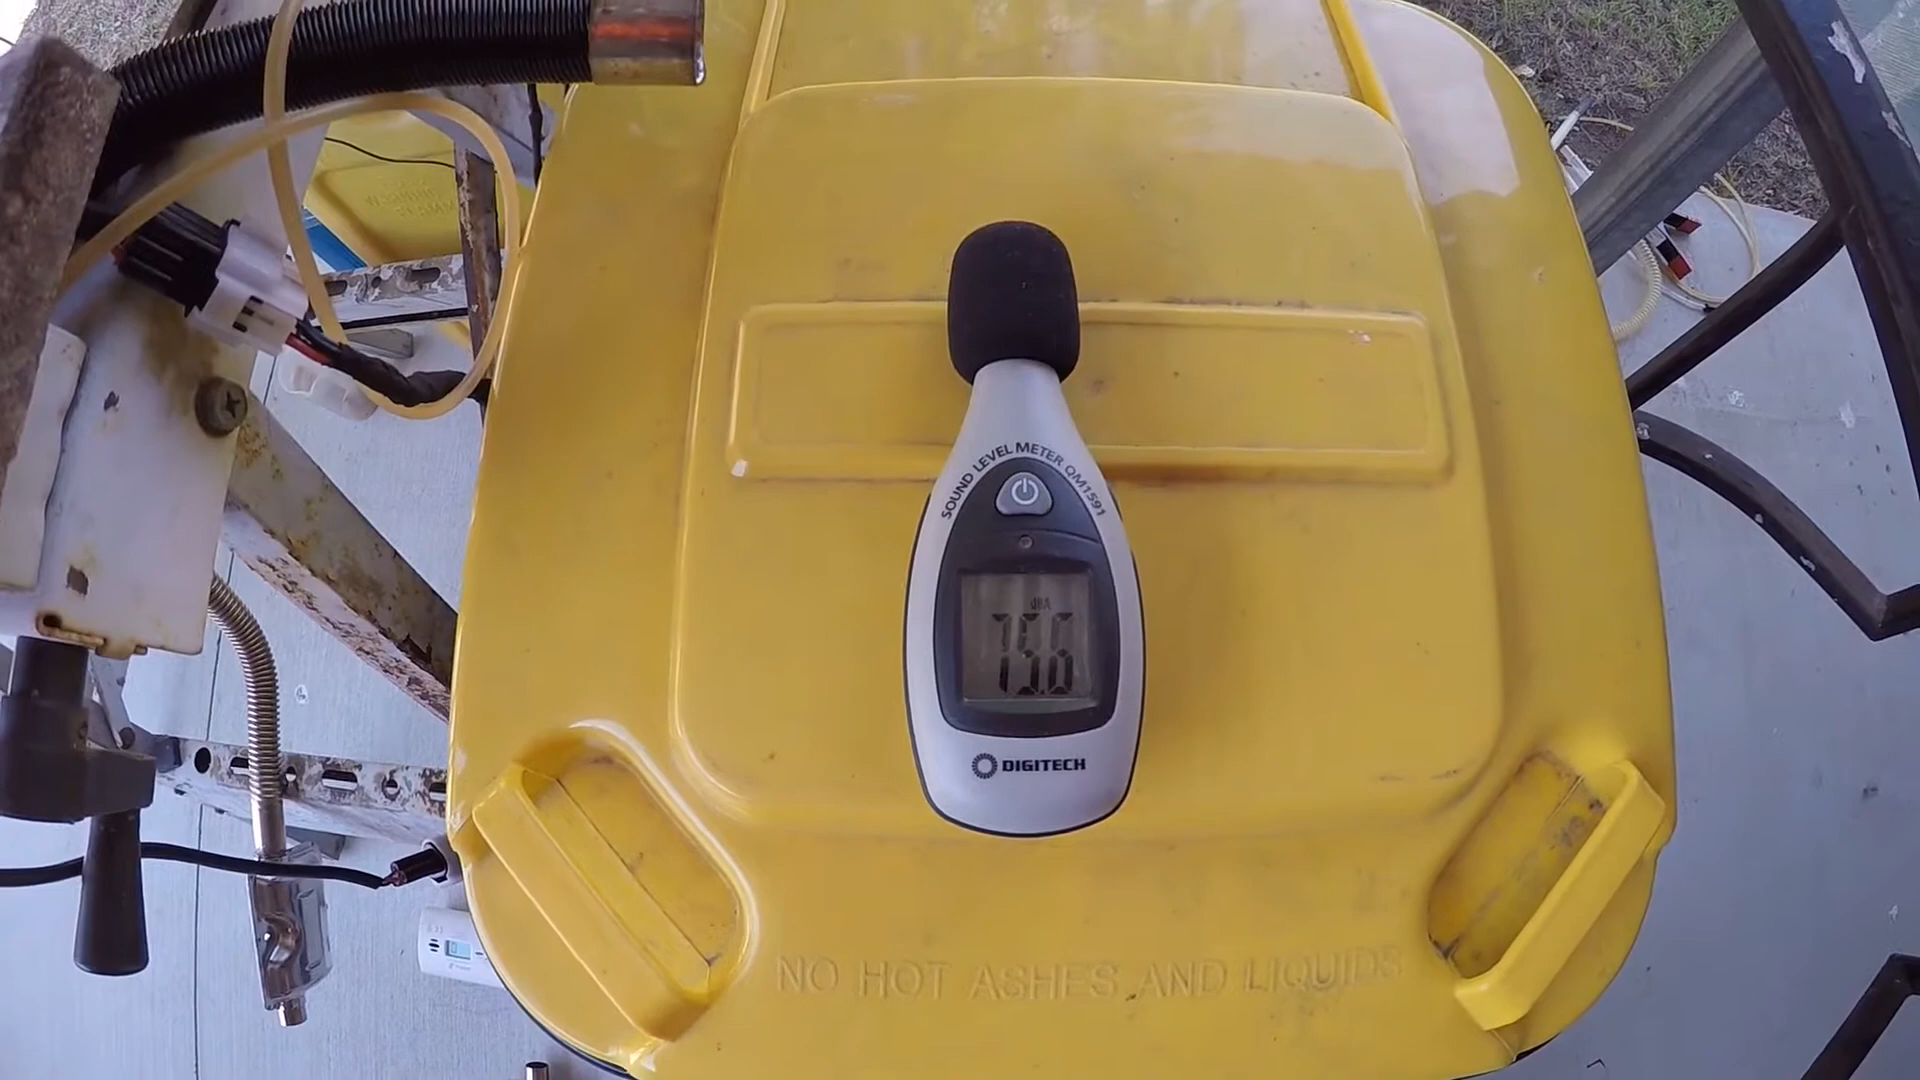 SOUND LEVEL METER QM1591
dBA
75.6
DIGITECH
NO HOT ASHES AND LIQUIDS